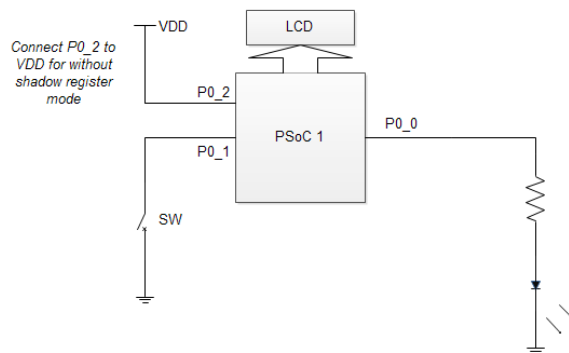 VDD
LCD
Connect P0_2 to
VDD for without
shadow register
mode
P0_2
PSoC 1
P0_0
P0_1
SW